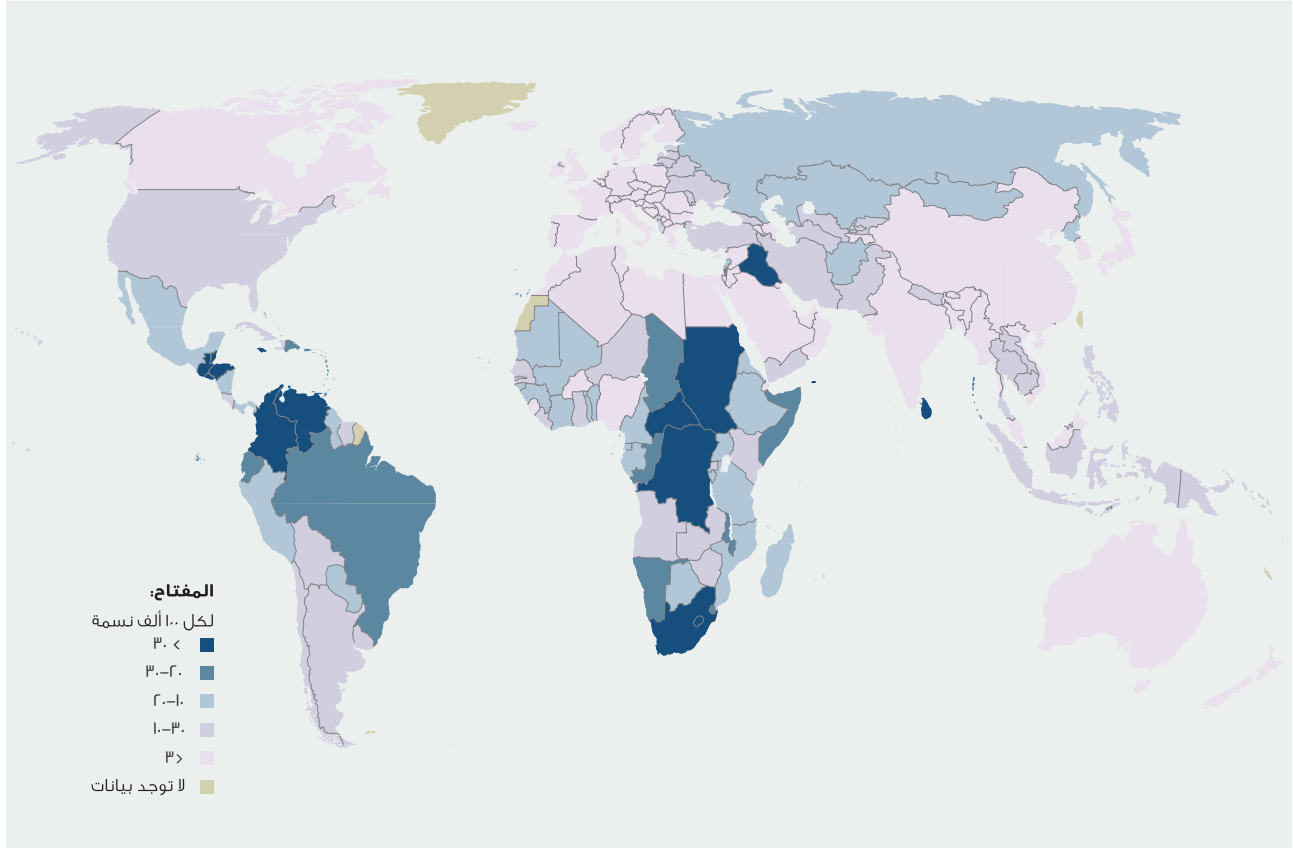 المفتاح:
لكل ١٠٠ ألف نسمة
> ٣٠
٢٠–٣٠
١٠–٢٠
٣–١٠
< ٣
لا توجد بيانات